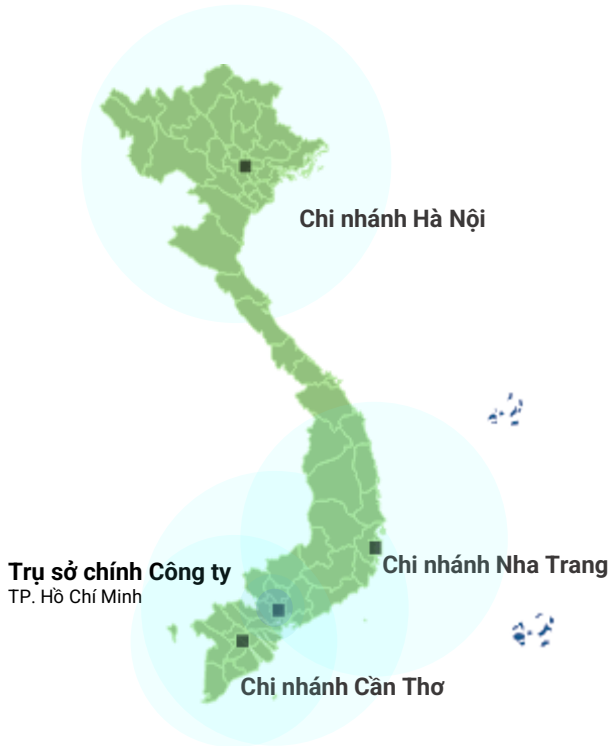 Chi nhánh Hà Nội
Chi nhánh Nha Trang
Trụ sở chính Công ty
TP. Hồ Chí Minh
Chi nhánh Cần Thơ